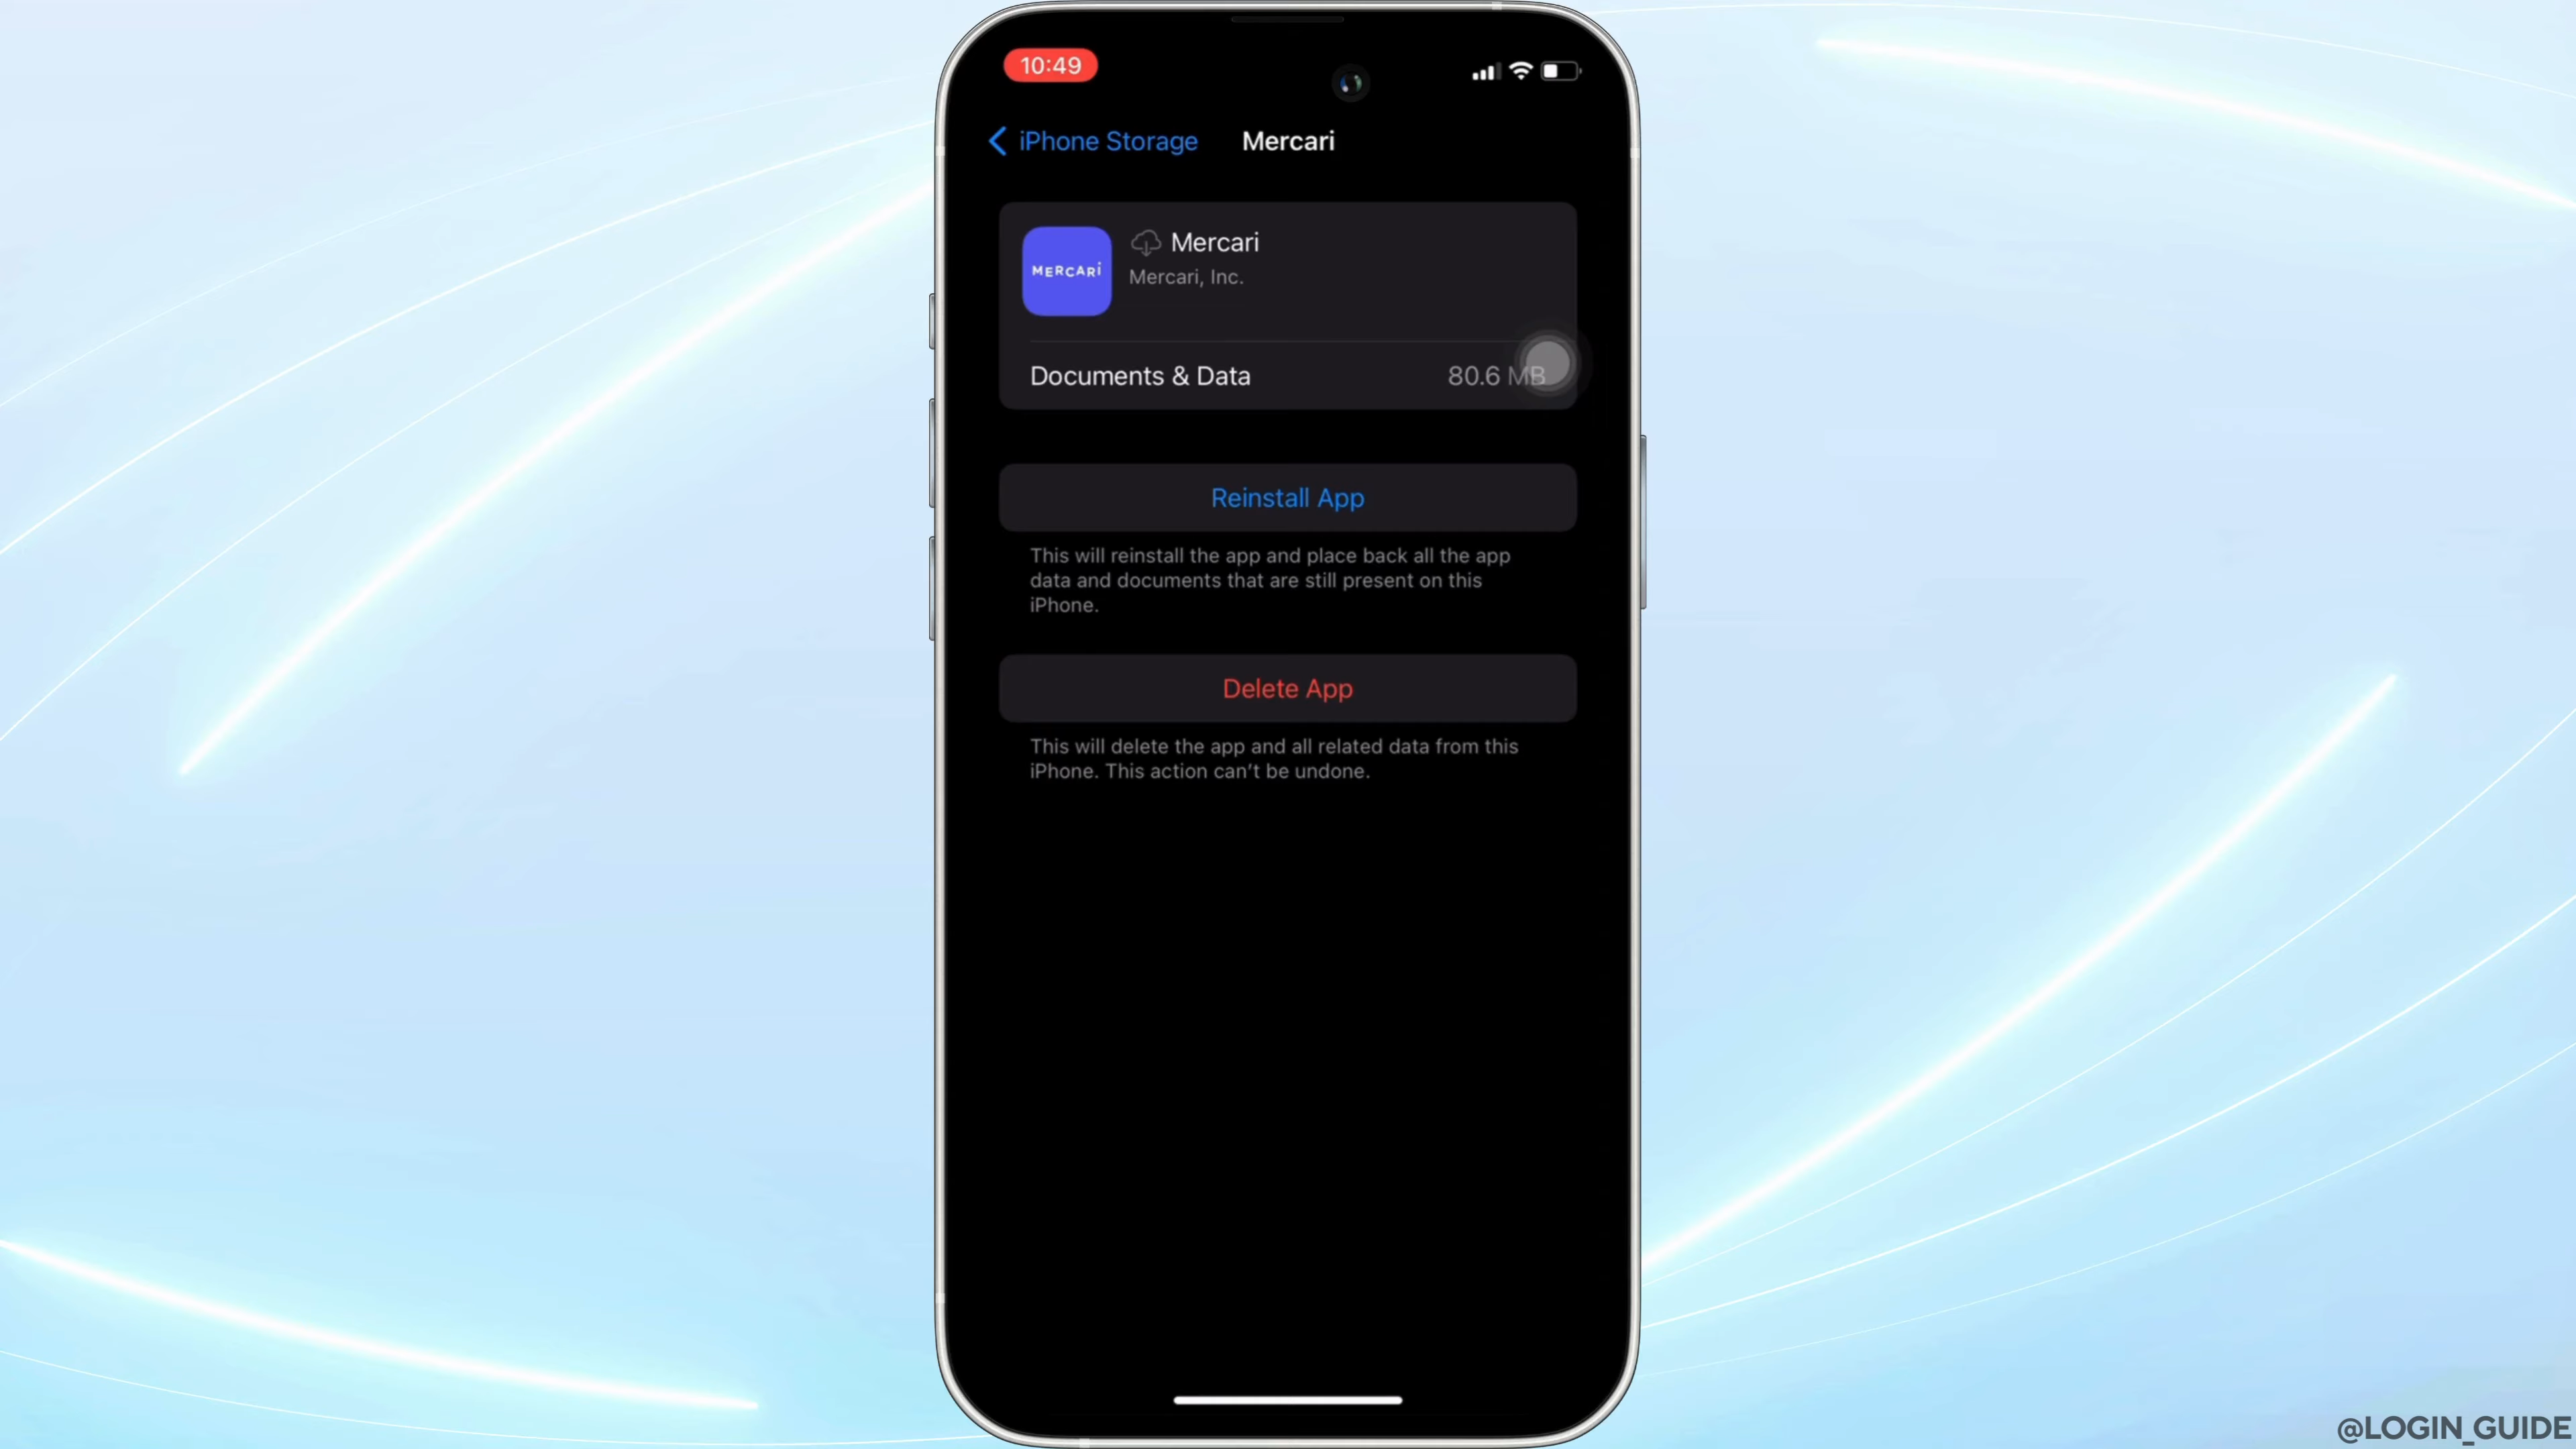 10:49
iPhone Storage
Mercari
MERCARI
Mercari
Mercari, Inc.
Documents & Data
80.6 MB
Reinstall App
This will reinstall the app and place back all the app
data and documents that are still present on this
iPhone.
Delete App
This will delete the app and all related data from this
iPhone. This action can't be undone.
@LOGIN_GUIDE